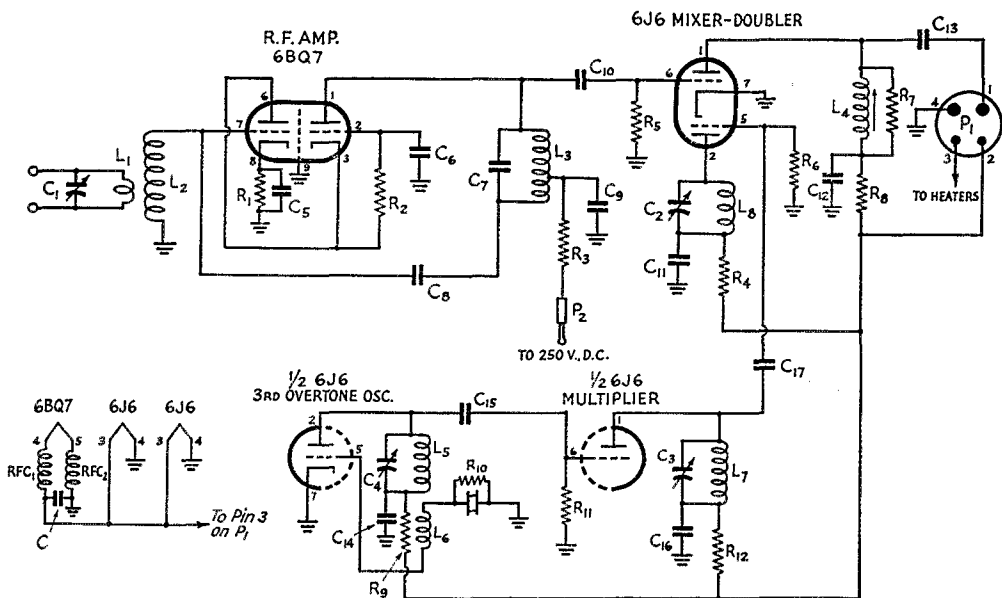 6J6 MIXER-DOUBLER
R.F. AMP.
6BQ7
C13
1
6
1
7
2
8
9
3
L1
C1
L2
R1
C5
R2
C6
C7
L3
C9
R3
C8
P2
TO 250 V., D.C.
C10
R5
1
6
7
5
2
C2
L8
C11
R4
R6
L4
R7
C12
R8
4
P1
1
3
2
TO HEATERS
C17
1/2 6J6
3RD OVERTONE OSC.
C15
1/2 6J6
MULTIPLIER
2
5
7
C4
L5
R10
C14
L6
R9
6
1
R11
C3
L7
C16
R12
6BQ7
6J6
6J6
4
5
3
4
3
4
RFC1
RFC2
C
To Pin 3
on P1